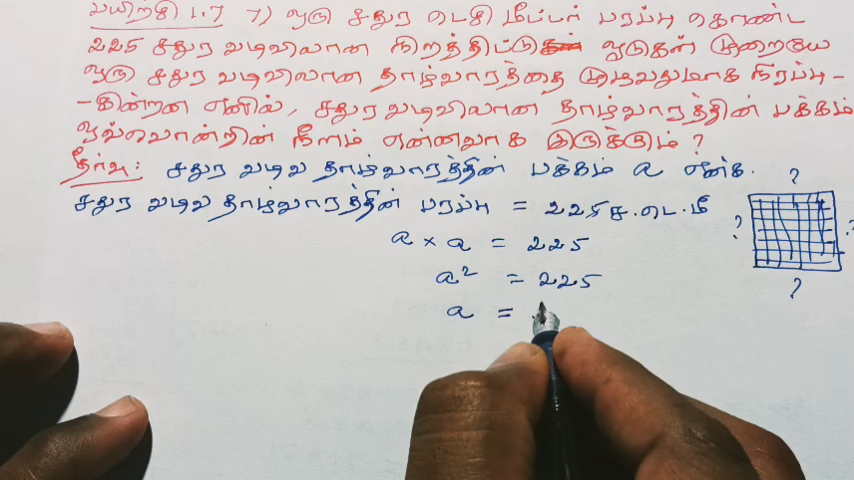 பயிற்சி 1.7 7) ஒரு சதுர டெசி மீட்டர் பரப்பு கொண்ட
225 சதுர வடிவிலான நிறத்திட்டு ஓடுகள் முறையே
ஒரு சதுர வடிவிலான தாழ்வாரத்தை முழுவதுமாக நிரப்பு-
-கின்றன எனில், சதுர வடிவிலான தாழ்வாரத்தின் பக்கம்
ஒவ்வொன்றின் நீளம் என்னவாக இருக்கும் ?
தீர்வு: சதுர வடிவ தாழ்வாரத்தின் பக்கம் a என்க.
சதுர வடிவ தாழ்வாரத்தின் பரப்பு = 225 ச.டெ.மீ
a × a = 225
a² = 225
a =
?
? ?
?